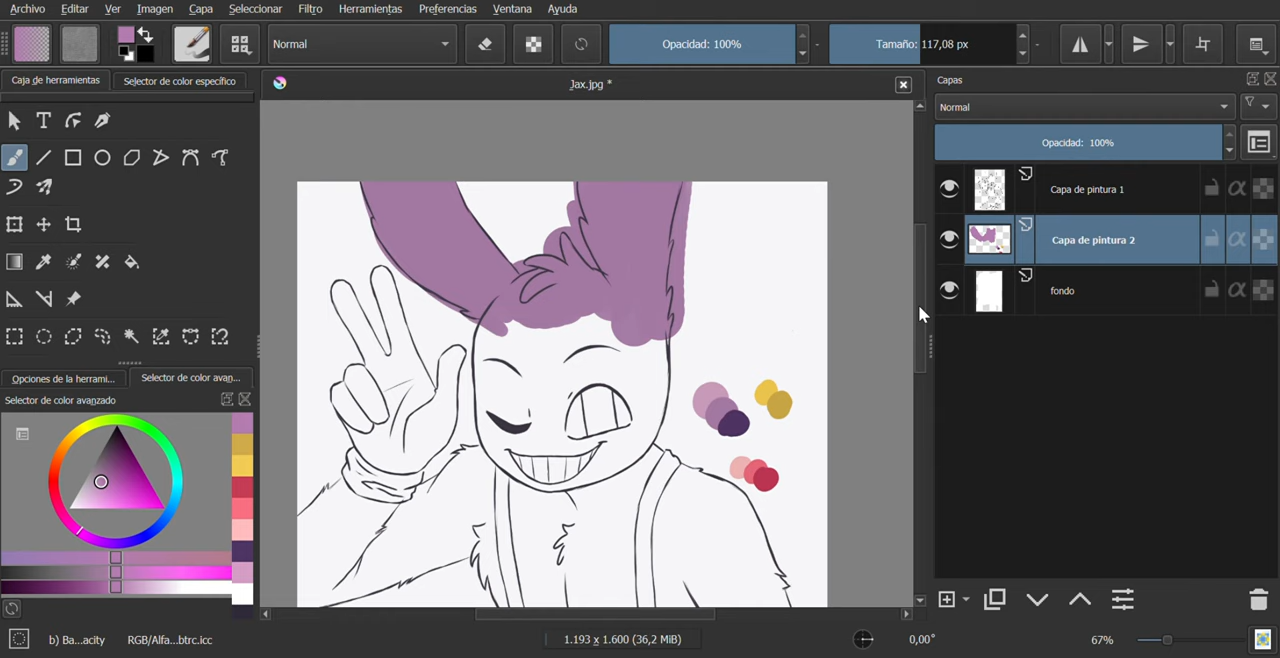 Archivo Editar Ver Imagen Capa Seleccionar Filtro Herramientas Preferencias Ventana Ayuda
Normal Opacidad: 100% Tamaño: 117,08 px
Caja de herramientas Selector de color específico Jax.jpg * Capas
Normal
Opacidad: 100%
Capa de pintura 1
Capa de pintura 2
fondo
Opciones de la herrami... Selector de color avan...
Selector de color avanzado
b) Ba...acity RGB/Alfa...btrc.icc 1.193 x 1.600 (36,2 MiB) 0,00° 67%